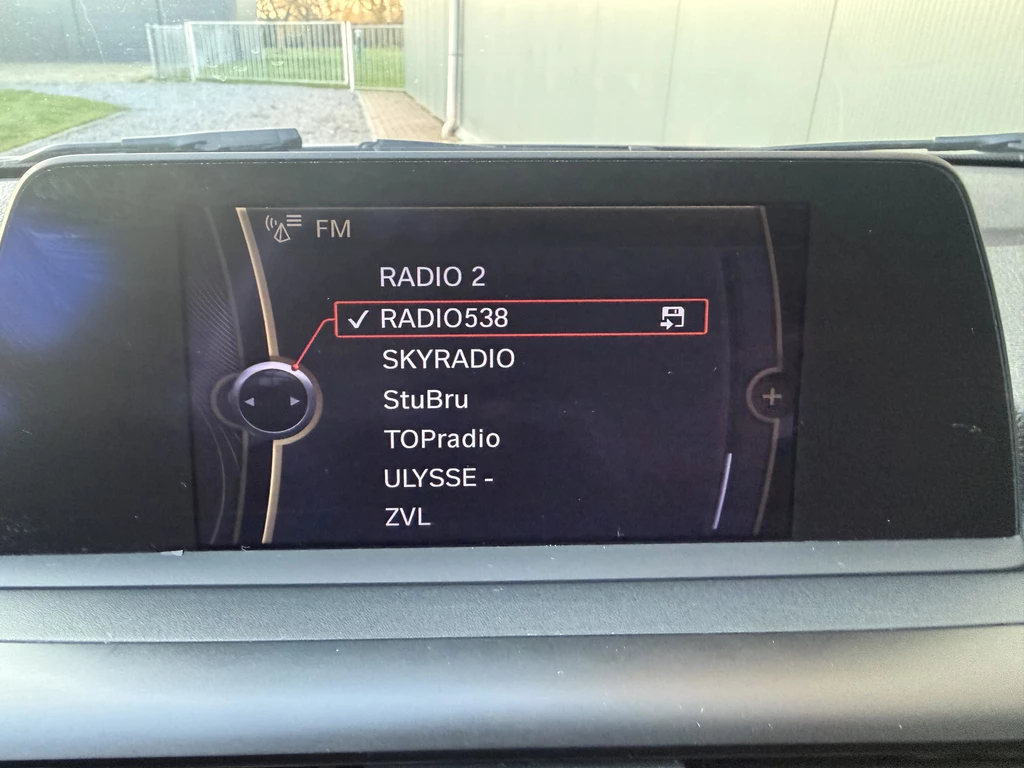 FM
RADIO 2
RADIO538
SKYRADIO
StuBru
TOPradio
ULYSSE -
ZVL